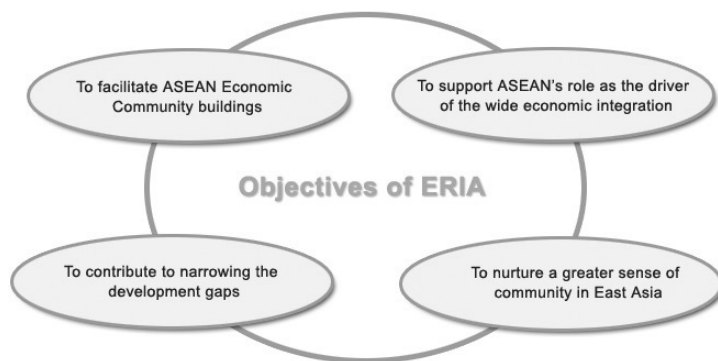 To facilitate ASEAN Economic
Community buildings
To support ASEAN's role as the driver
of the wide economic integration
Objectives of ERIA
To contribute to narrowing the
development gaps
To nurture a greater sense of
community in East Asia